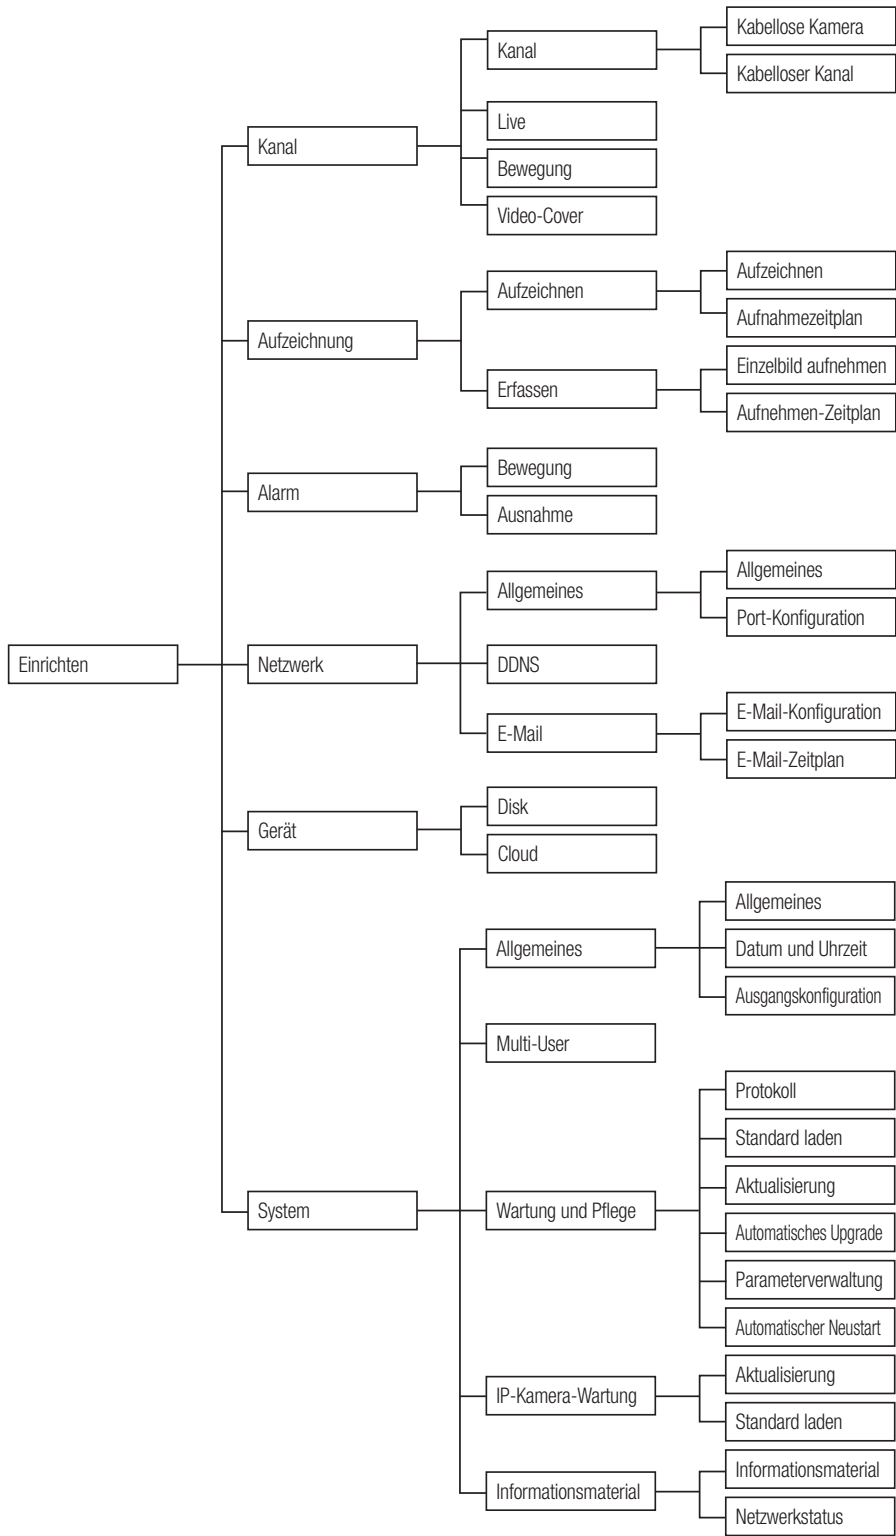 Einrichten
Kanal
Kanal
Kabellose Kamera
Kabelloser Kanal
Live
Bewegung
Video-Cover
Aufzeichnung
Aufzeichnen
Aufzeichnen
Aufnahmezeitplan
Erfassen
Einzelbild aufnehmen
Aufnehmen-Zeitplan
Alarm
Bewegung
Ausnahme
Netzwerk
Allgemeines
Allgemeines
Port-Konfiguration
DDNS
E-Mail
E-Mail-Konfiguration
E-Mail-Zeitplan
Gerät
Disk
Cloud
System
Allgemeines
Allgemeines
Datum und Uhrzeit
Ausgangskonfiguration
Multi-User
Wartung und Pflege
Protokoll
Standard laden
Aktualisierung
Automatisches Upgrade
Parameterverwaltung
Automatischer Neustart
IP-Kamera-Wartung
Aktualisierung
Standard laden
Informationsmaterial
Informationsmaterial
Netzwerkstatus